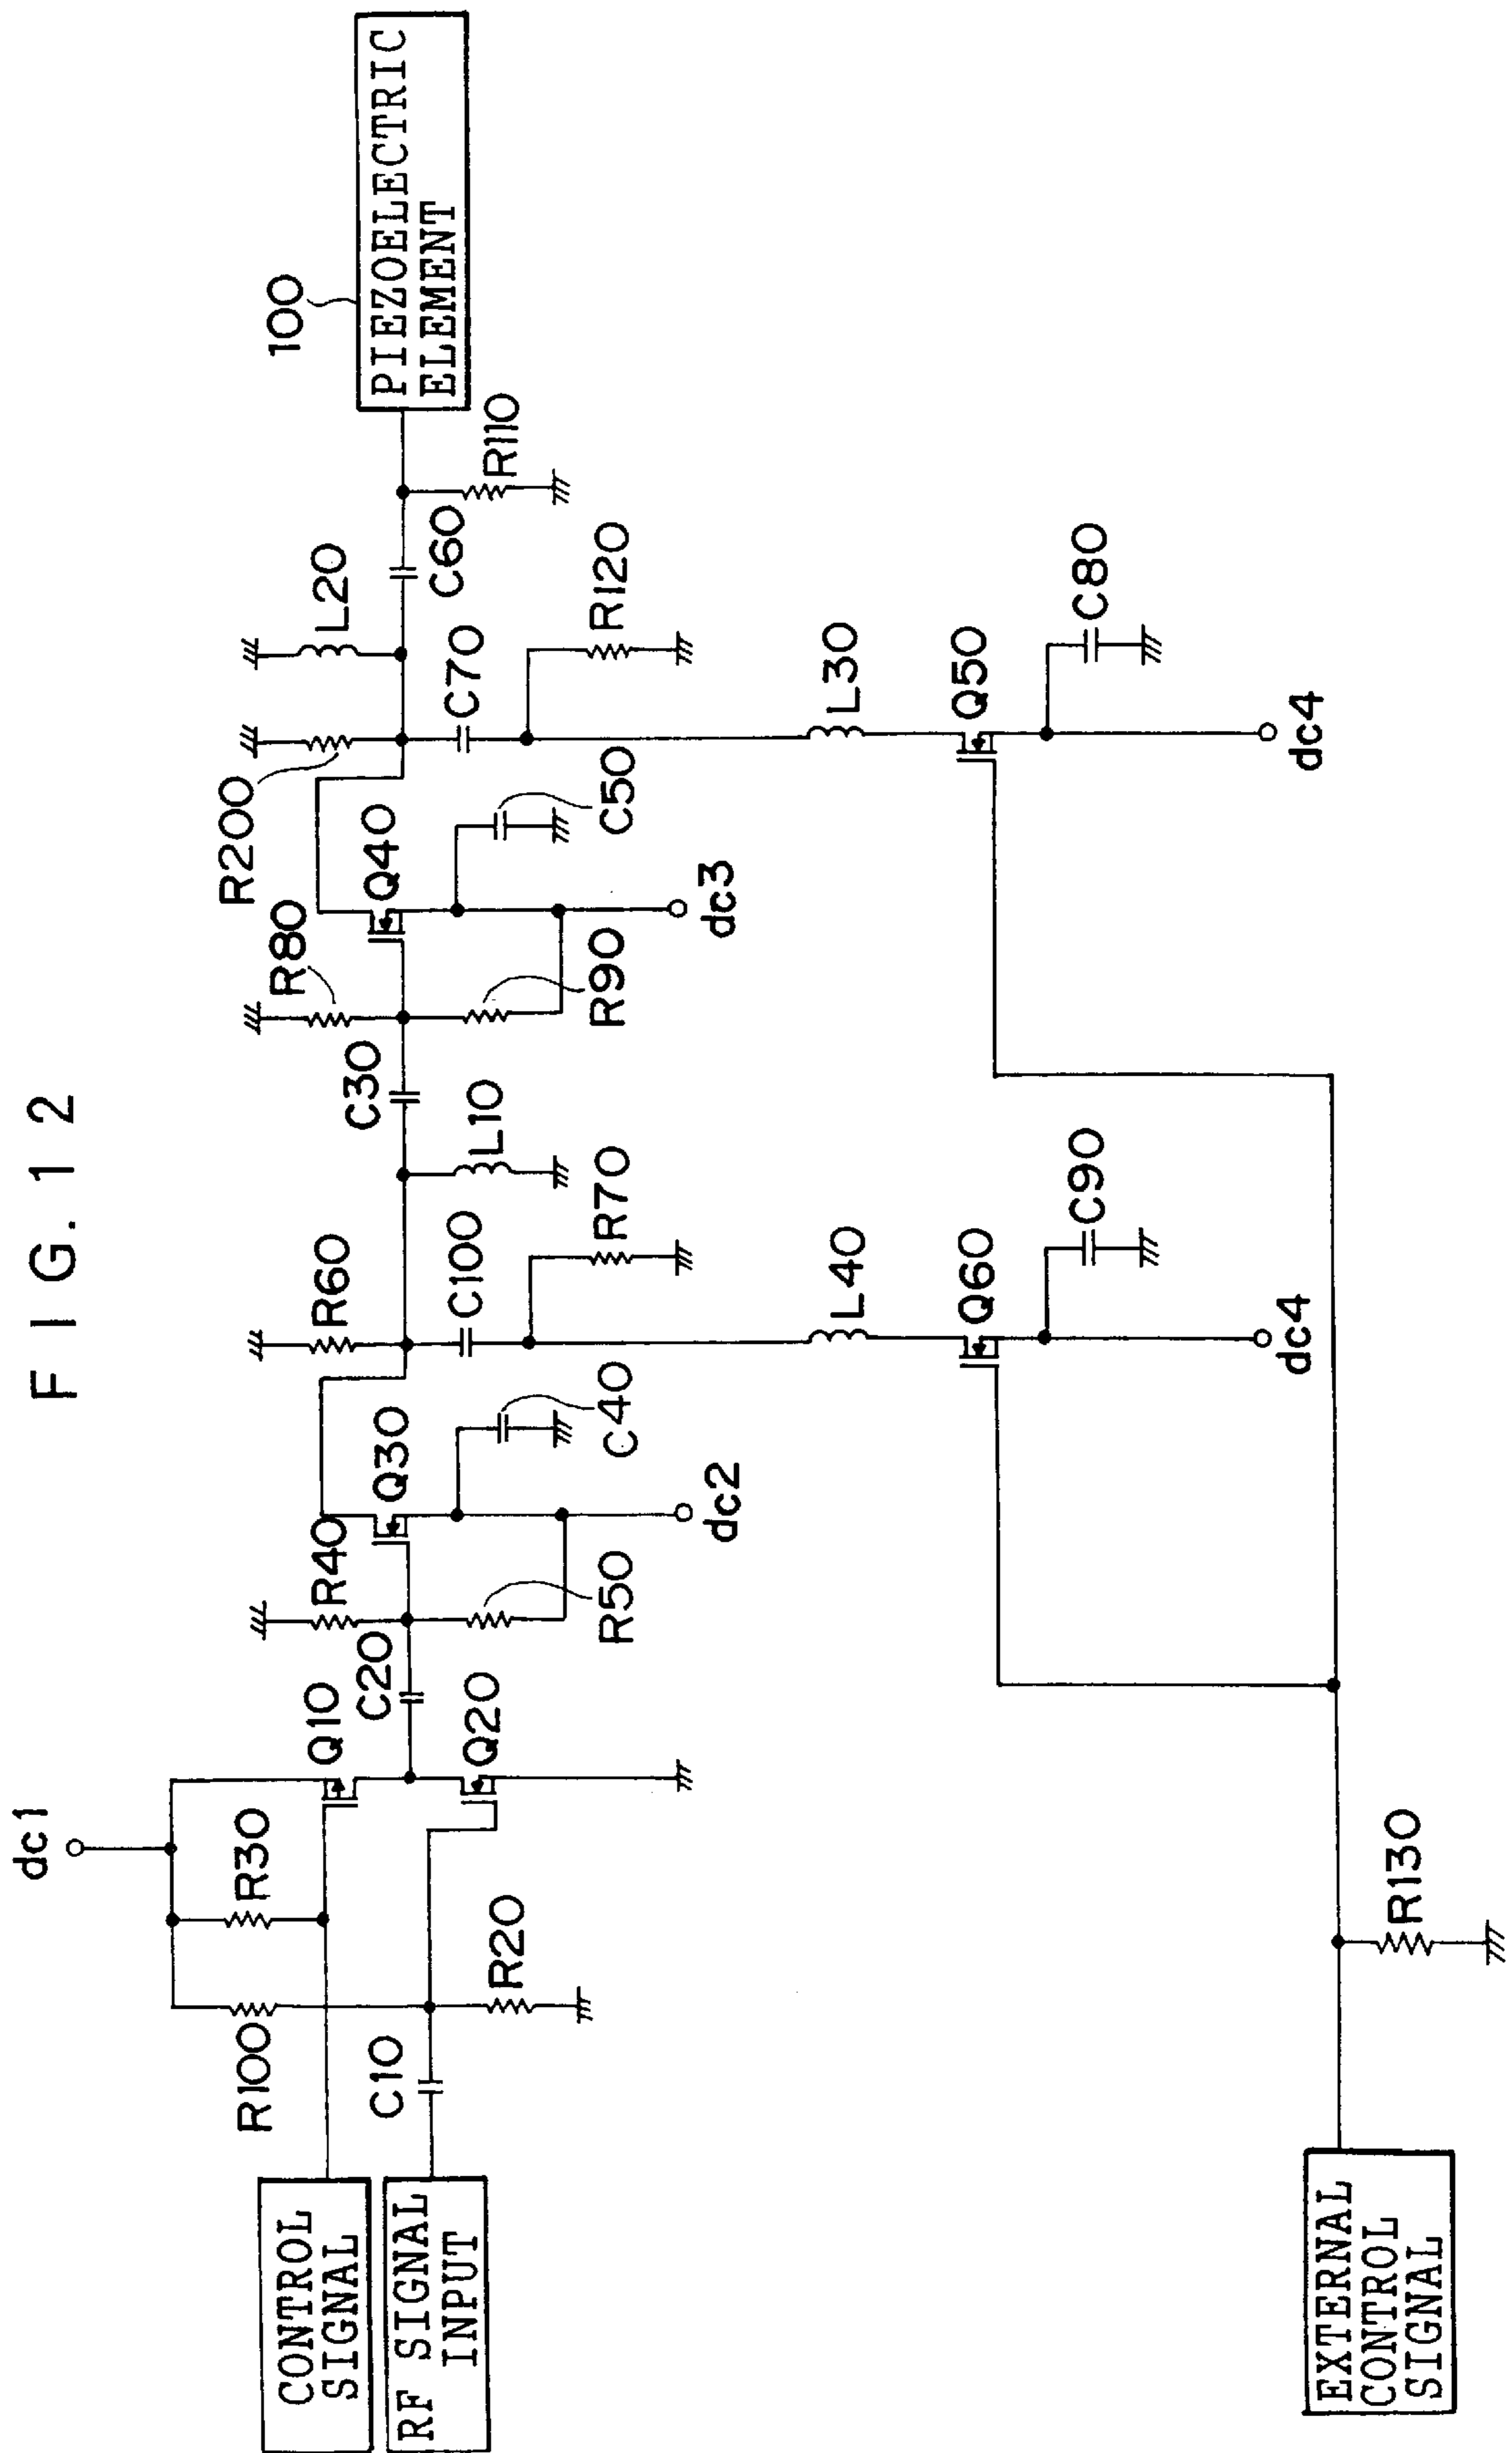 FIG. 12
dc1
CONTROL
SIGNAL
RF SIGNAL
INPUT
R100
R30
C10
R20
Q10
Q20
C20
R40
R50
Q30
C40
dc2
R60
C100
R70
L10
C30
L40
Q60
C90
dc4
R80
R90
Q40
C50
dc3
R200
C70
R120
L20
C60
R110
100
PIEZOELECTRIC
ELEMENT
L30
Q50
C80
dc4
EXTERNAL
CONTROL
SIGNAL
R130